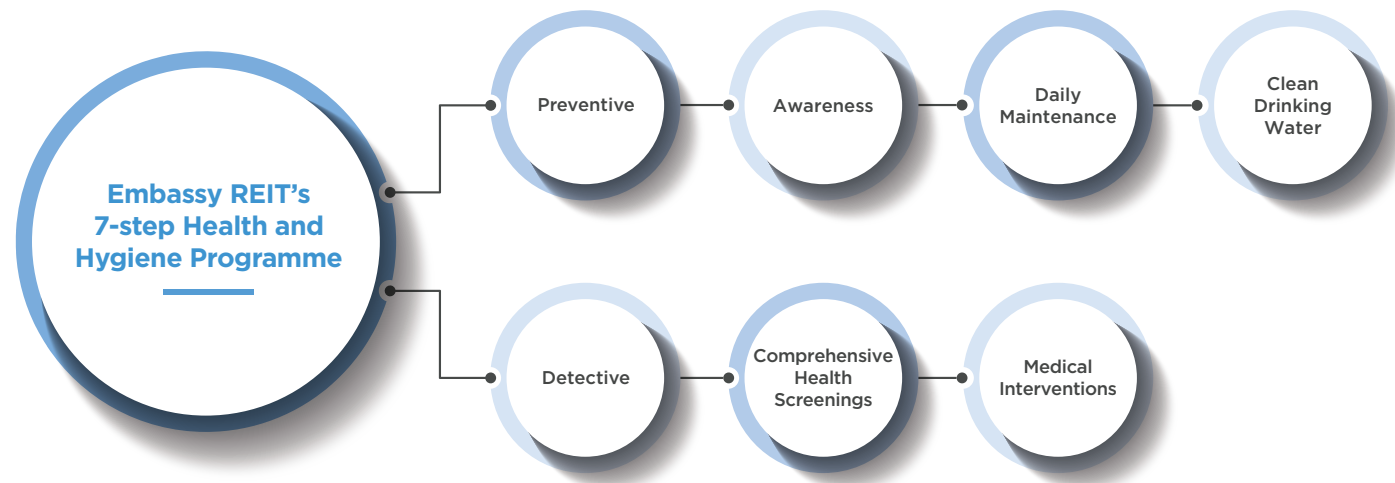 Embassy REIT’s
7-step Health and
Hygiene Programme
Preventive
Awareness
Daily
Maintenance
Clean
Drinking
Water
Detective
Comprehensive
Health
Screenings
Medical
Interventions